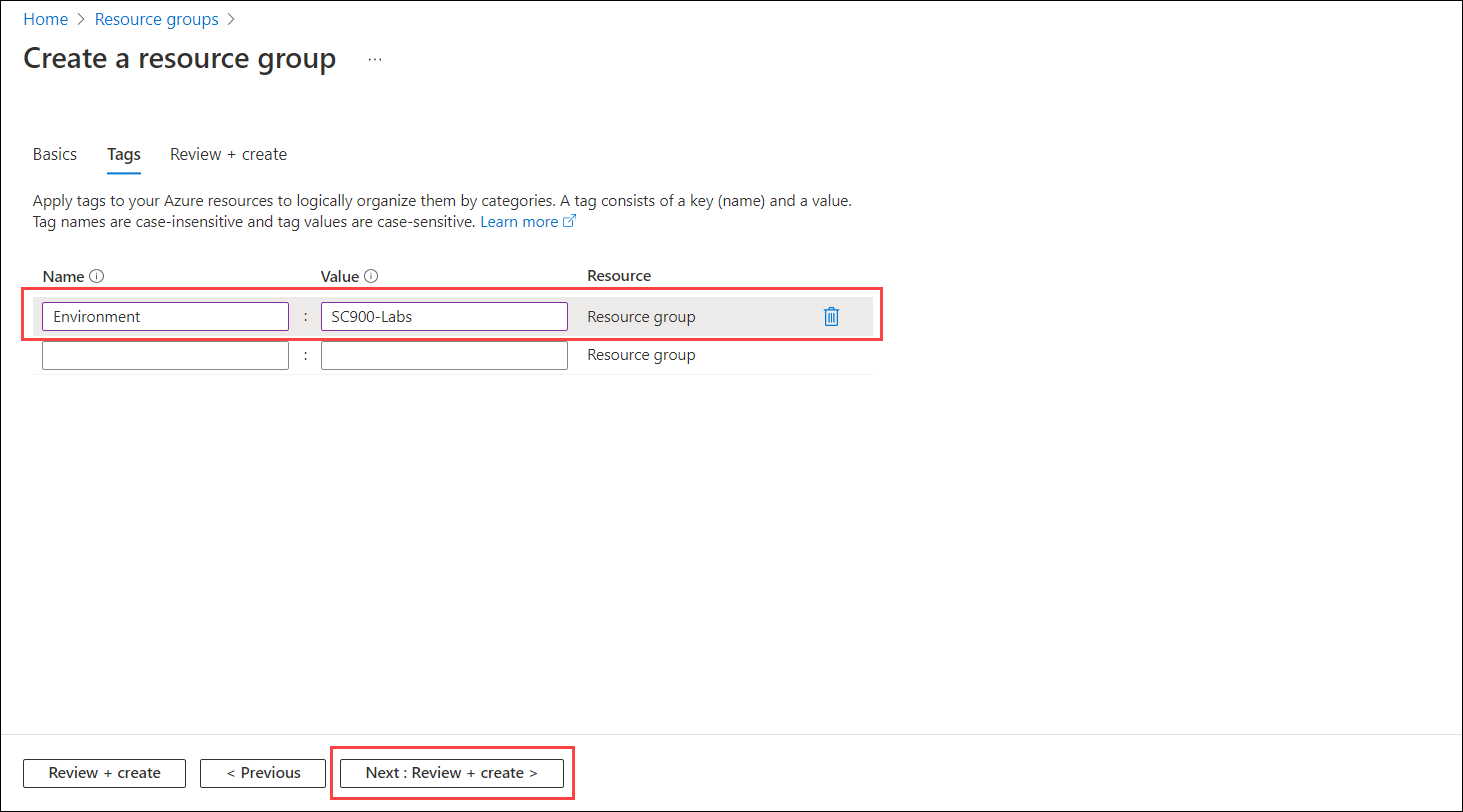 Home > Resource groups >
Create a resource group ...
Basics Tags Review + create
Apply tags to your Azure resources to logically organize them by categories. A tag consists of a key (name) and a value.
Tag names are case-insensitive and tag values are case-sensitive. Learn more
Name Value Resource
Environment : SC900-Labs Resource group
: Resource group
Review + create < Previous Next : Review + create >